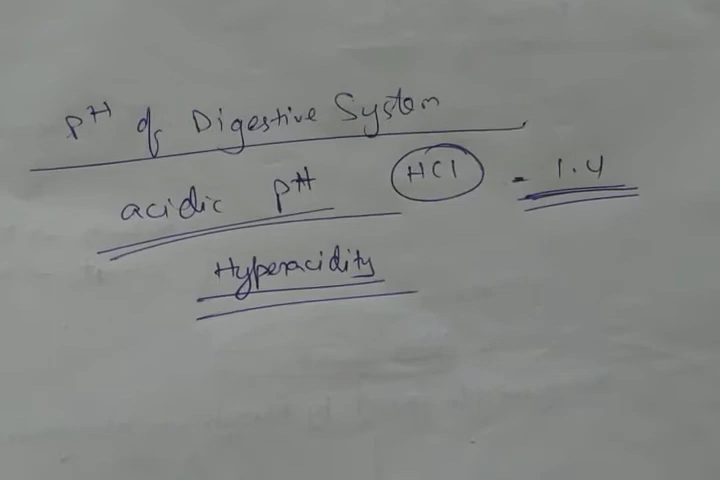 pH of Digestive System
acidic pH HCl - 1.4
Hyperacidity